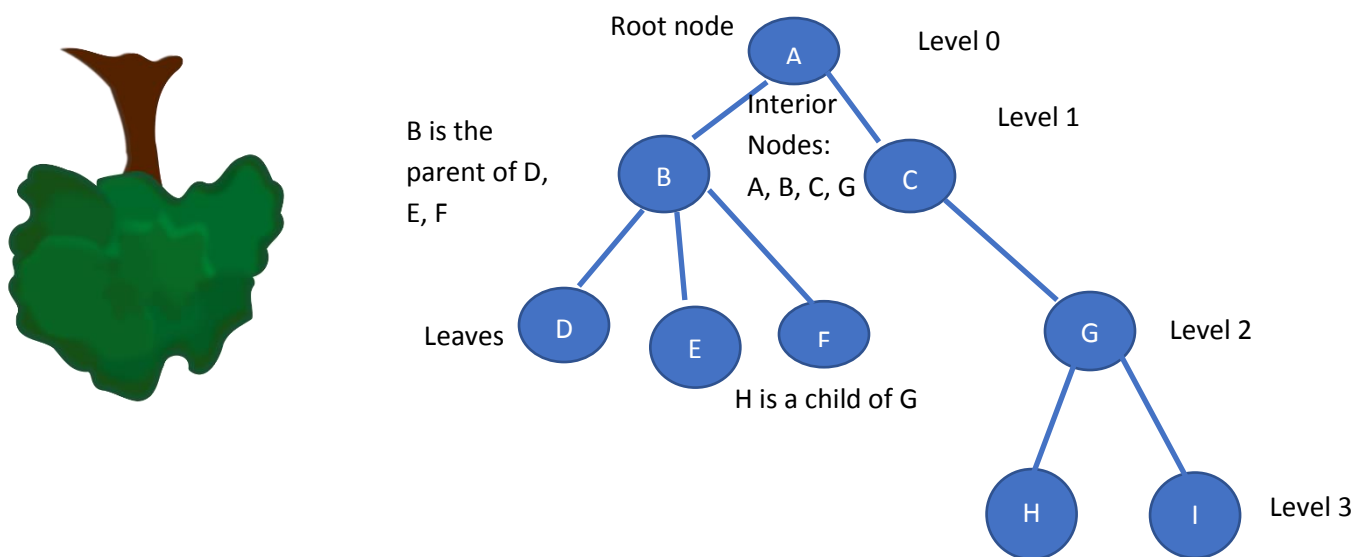 Root node
A
Level 0
Interior
Nodes:
A, B, C, G
Level 1
B is the
parent of D,
E, F
B
C
Leaves
D
E
F
G
Level 2
H is a child of G
H
I
Level 3